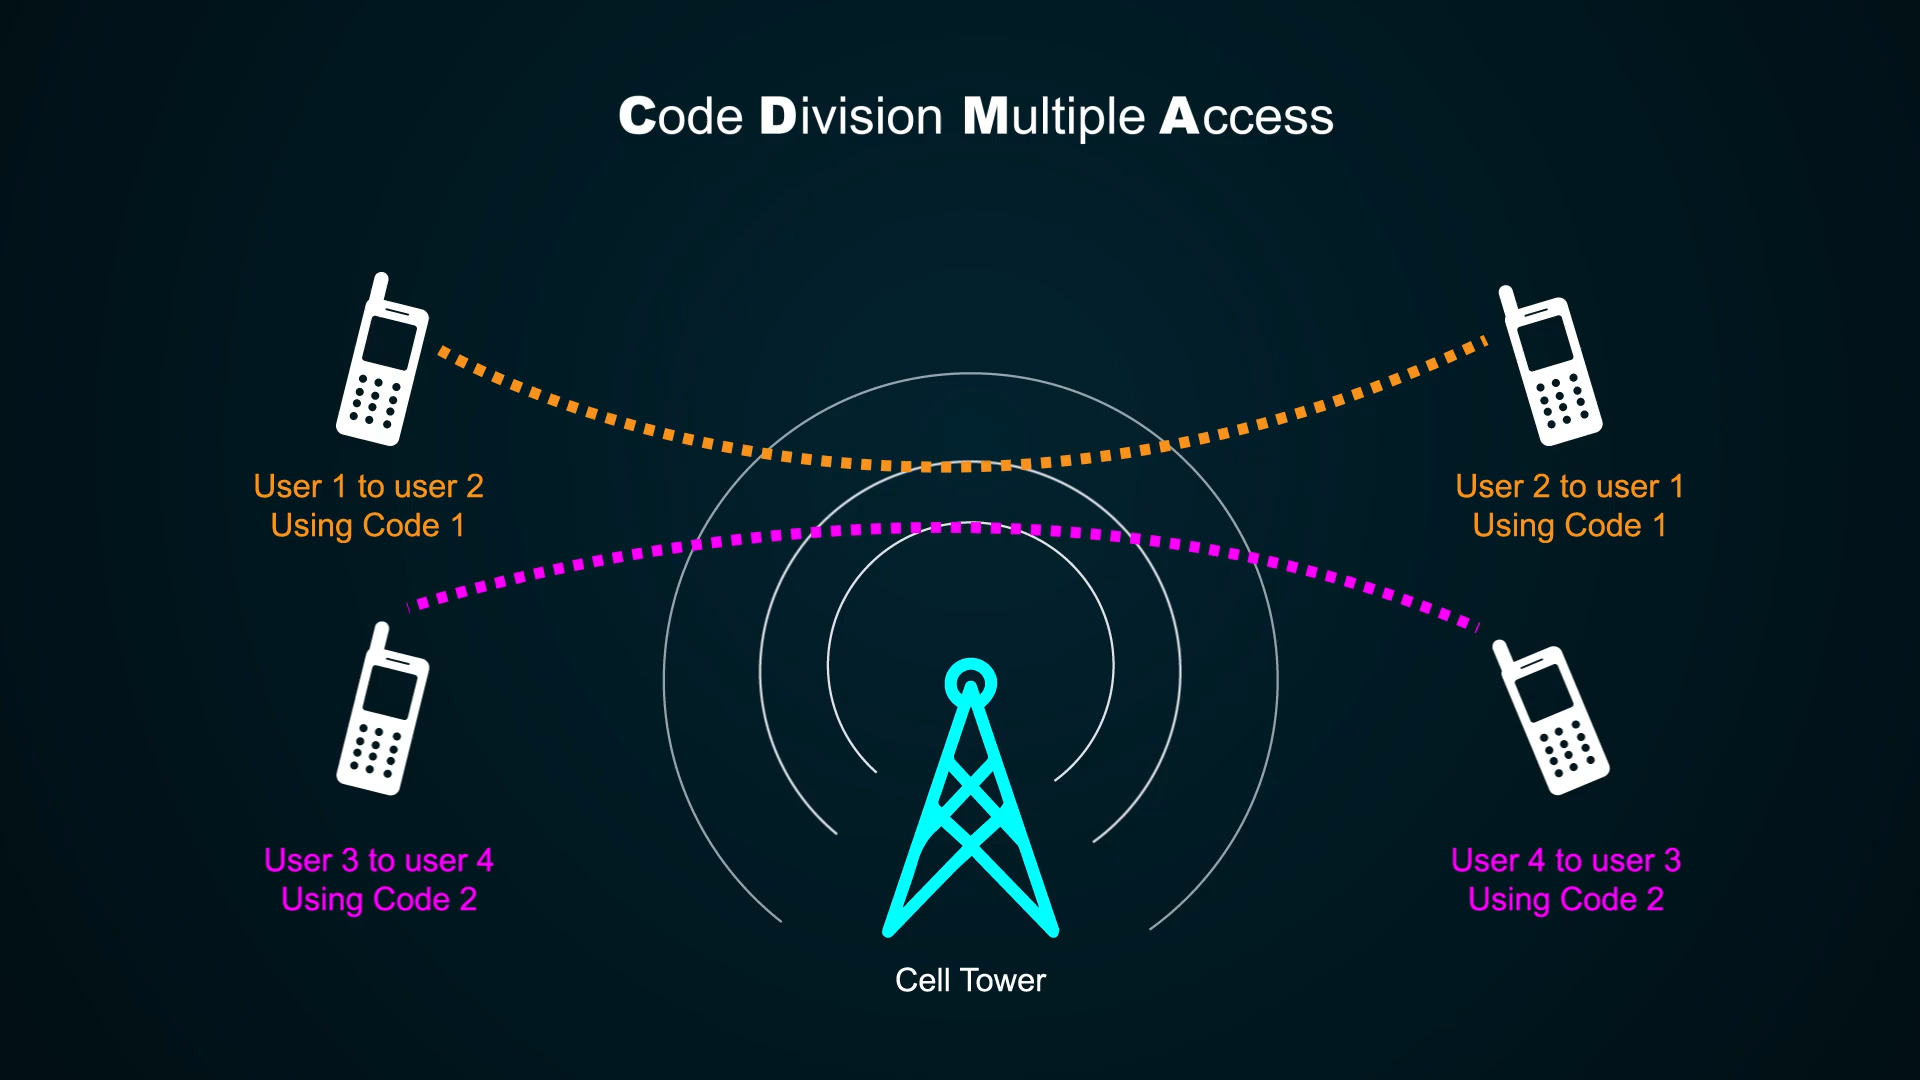 Code Division Multiple Access
User 1 to user 2
Using Code 1
User 2 to user 1
Using Code 1
User 3 to user 4
Using Code 2
User 4 to user 3
Using Code 2
Cell Tower